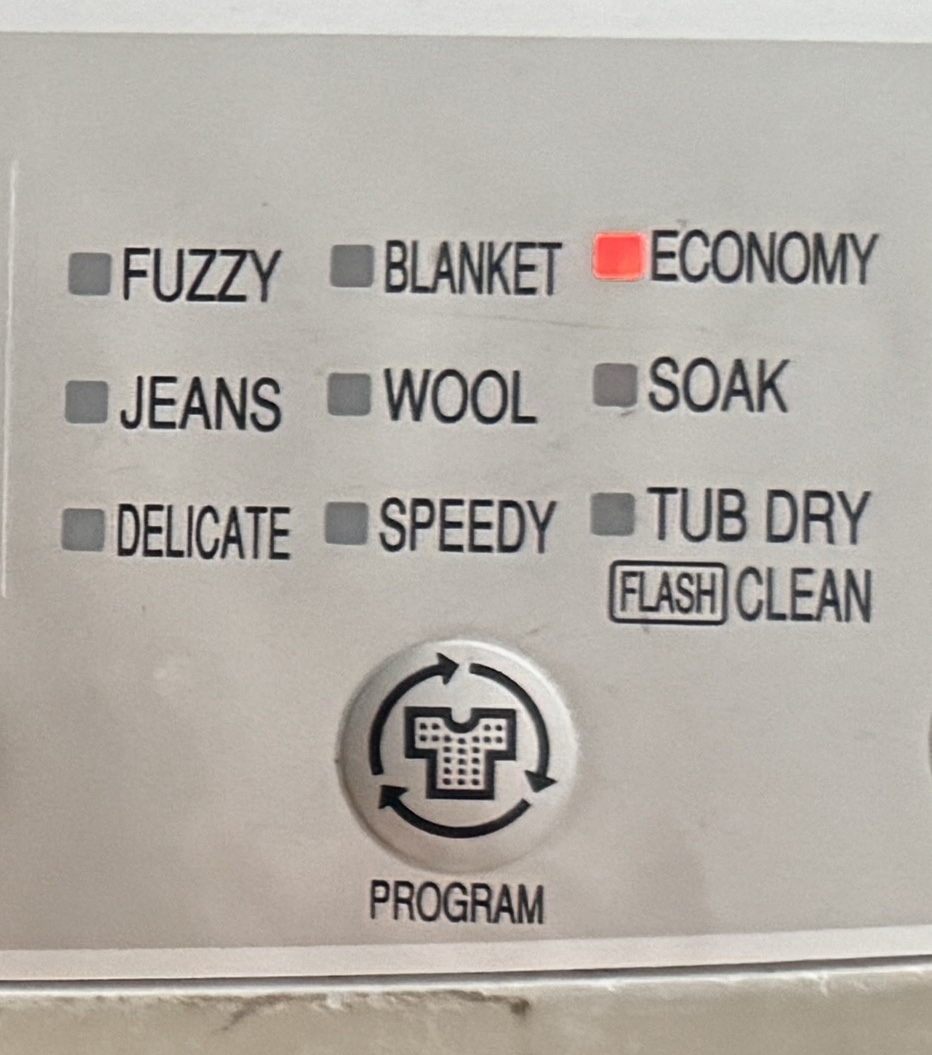 FUZZY BLANKET ECONOMY
JEANS WOOL SOAK
DELICATE SPEEDY TUB DRY
FLASH CLEAN
PROGRAM